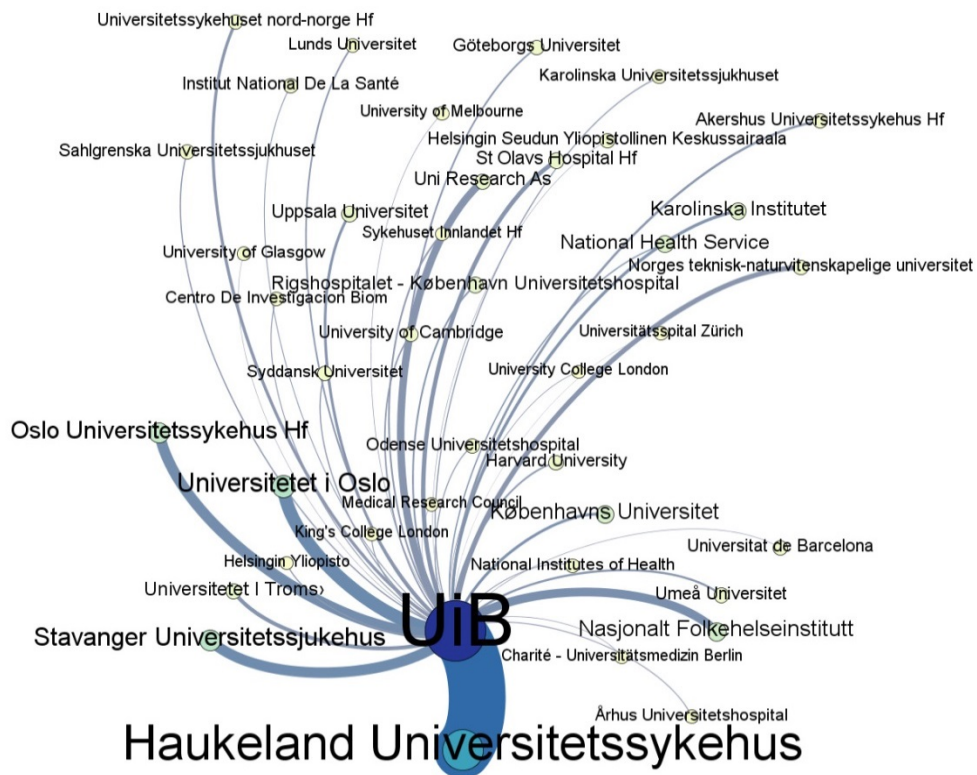 Universitetssykehuset nord-norge Hf
Lunds Universitet
Göteborgs Universitet
Institut National De La Santé
Karolinska Universitetssjukhuset
University of Melbourne
Akershus Universitetssykehus Hf
Helsingin Seudun Yliopistollinen Keskussairaala
Sahlgrenska Universitetssjukhuset
St Olavs Hospital Hf
Uni Research As
Uppsala Universitet
Karolinska Institutet
Sykehuset Innlandet Hf
National Health Service
University of Glasgow
Norges teknisk-naturvitenskapelige universitet
Rigshospitalet - København Universitetshospital
Centro De Investigacion Biom
University of Cambridge
Universitätsspital Zürich
Syddansk Universitet
University College London
Oslo Universitetssykehus Hf
Odense Universitetshospital
Harvard University
Universitetet i Oslo
Medical Research Council
Københavns Universitet
King's College London
Universitat de Barcelona
Helsingin Yliopisto
National Institutes of Health
Universitetet I Troms›
Umeå Universitet
UiB
Nasjonalt Folkehelseinstitutt
Stavanger Universitetssjukehus
Charité - Universitätsmedizin Berlin
Århus Universitetshospital
Haukeland Universitetssykehus